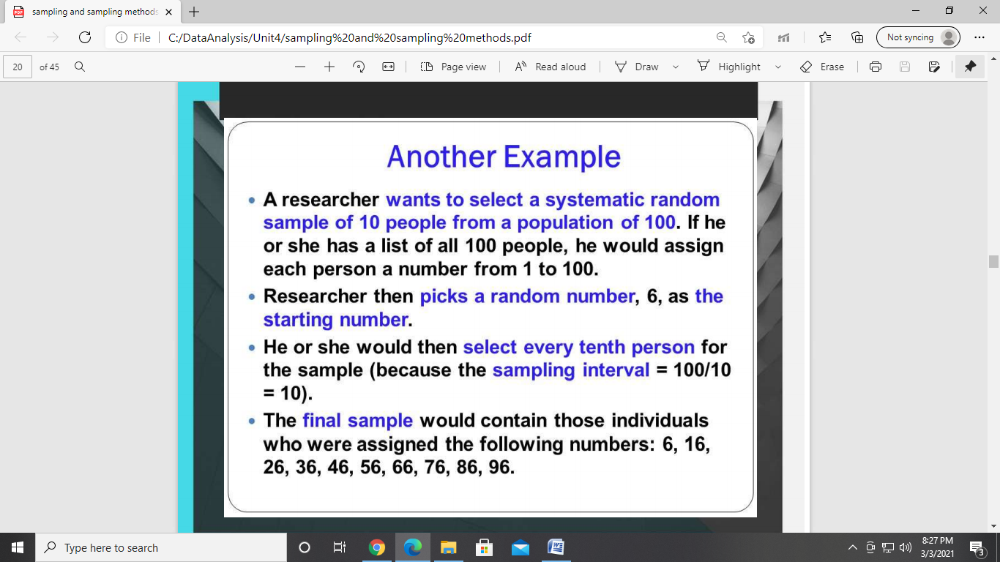 sampling and sampling methods
File
C:/DataAnalysis/Unit4/sampling%20and%20sampling%20methods.pdf
Not syncing
20 of 45
Page view
Read aloud
Draw
Highlight
Erase
Another Example
• A researcher wants to select a systematic random
sample of 10 people from a population of 100. If he
or she has a list of all 100 people, he would assign
each person a number from 1 to 100.
• Researcher then picks a random number, 6, as the
starting number.
• He or she would then select every tenth person for
the sample (because the sampling interval = 100/10
= 10).
• The final sample would contain those individuals
who were assigned the following numbers: 6, 16,
26, 36, 46, 56, 66, 76, 86, 96.
Type here to search
8:27 PM
3/3/2021
3